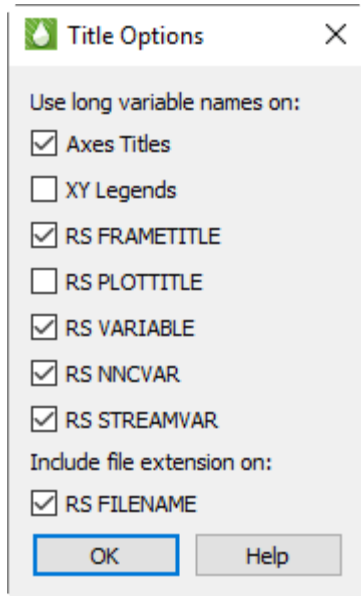 Title Options
Use long variable names on:
Axes Titles
XY Legends
RS FRAMETITLE
RS PLOTTITLE
RS VARIABLE
RS NNCVAR
RS STREAMVAR
Include file extension on:
RS FILENAME
OK Help